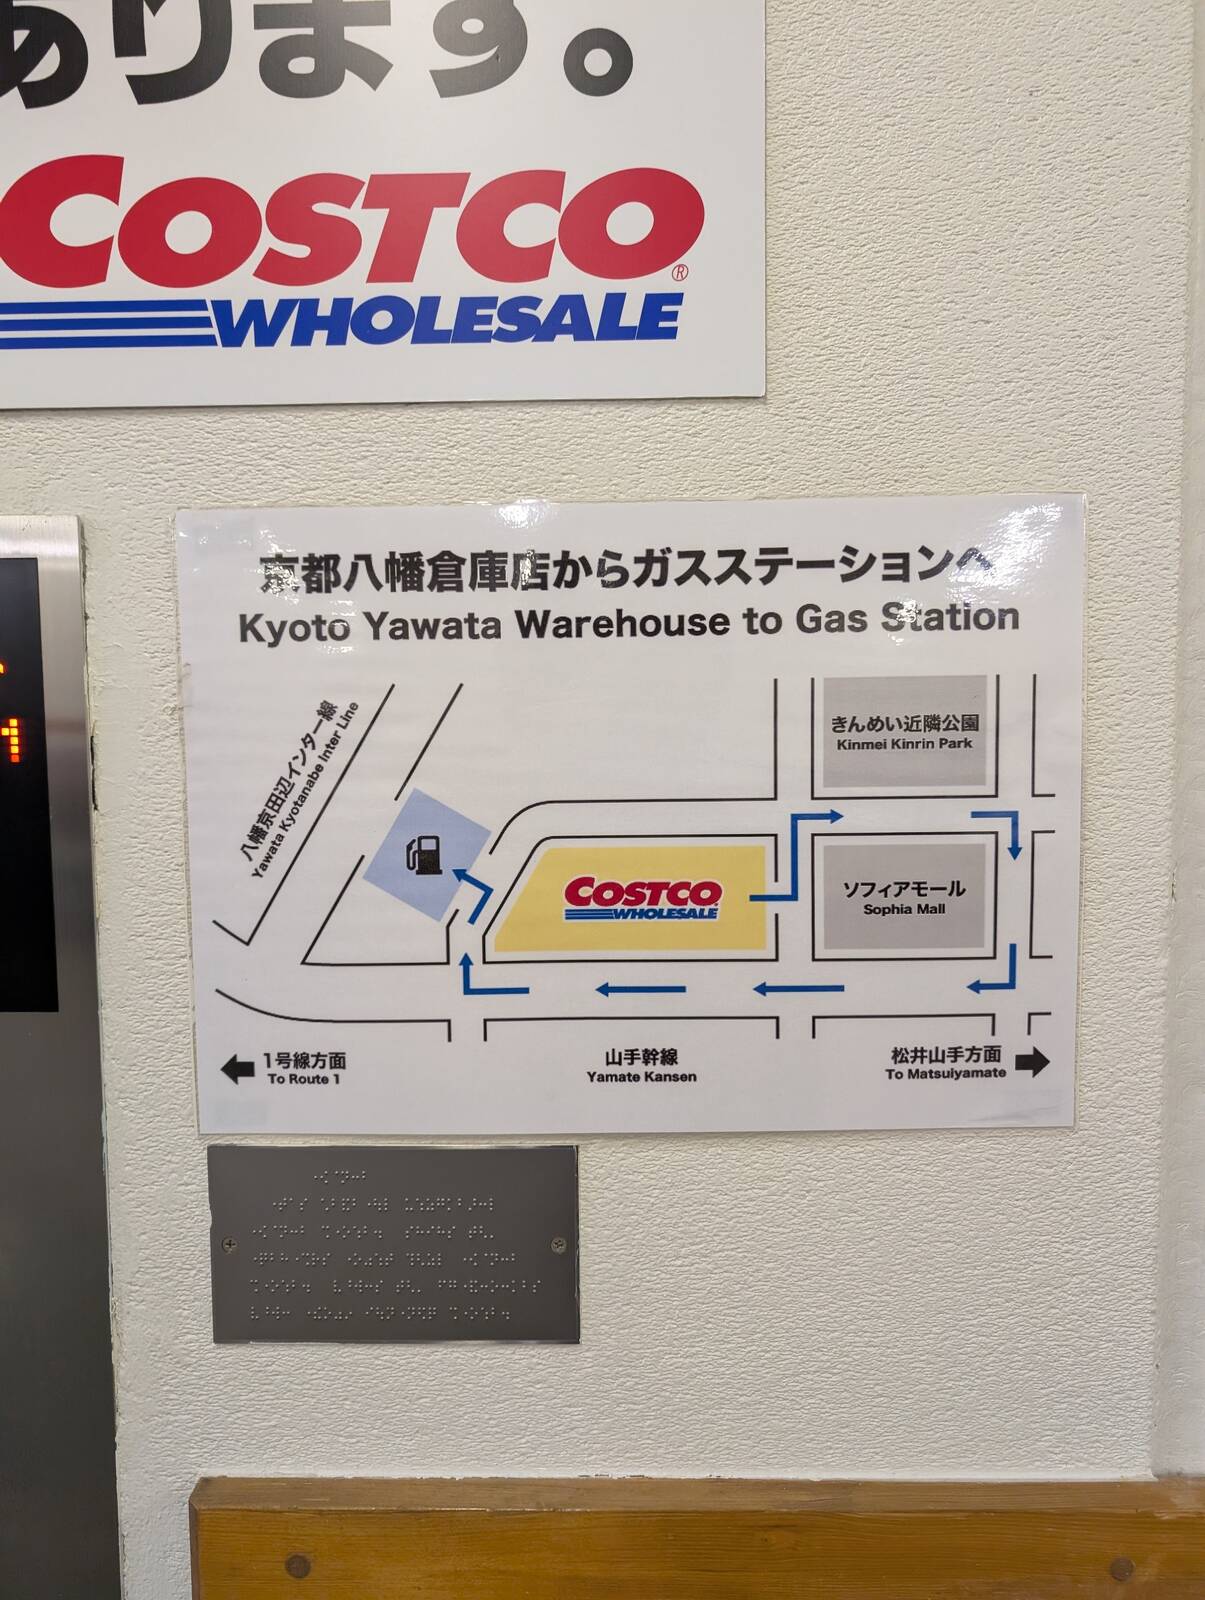 あります。
COSTCO®
WHOLESALE
京都八幡倉庫店からガスステーションへ
Kyoto Yawata Warehouse to Gas Station
八幡京田辺インター線
Yawata Kyotanabe Inter Line
きんめい近隣公園
Kinmei Kinrin Park
COSTCO
WHOLESALE
ソフィアモール
Sophia Mall
1号線方面
To Route 1
山手幹線
Yamate Kansen
松井山手方面
To Matsuiyamate